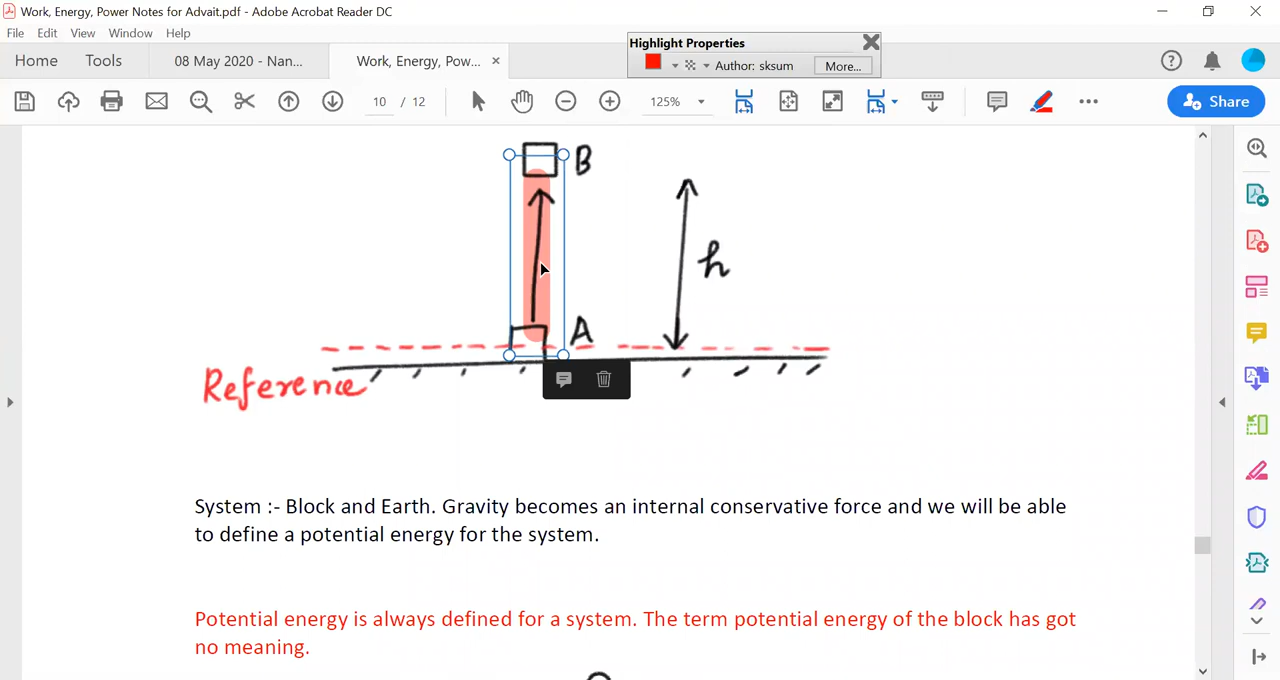 Work, Energy, Power Notes for Advait.pdf - Adobe Acrobat Reader DC
File Edit View Window Help
Highlight Properties
Home Tools 08 May 2020 - Nan... Work, Energy, Pow... ×
Author: sksum More...
10 / 12 125% Share
B
h
A
Reference
System :- Block and Earth. Gravity becomes an internal conservative force and we will be able
to define a potential energy for the system.
Potential energy is always defined for a system. The term potential energy of the block has got
no meaning.